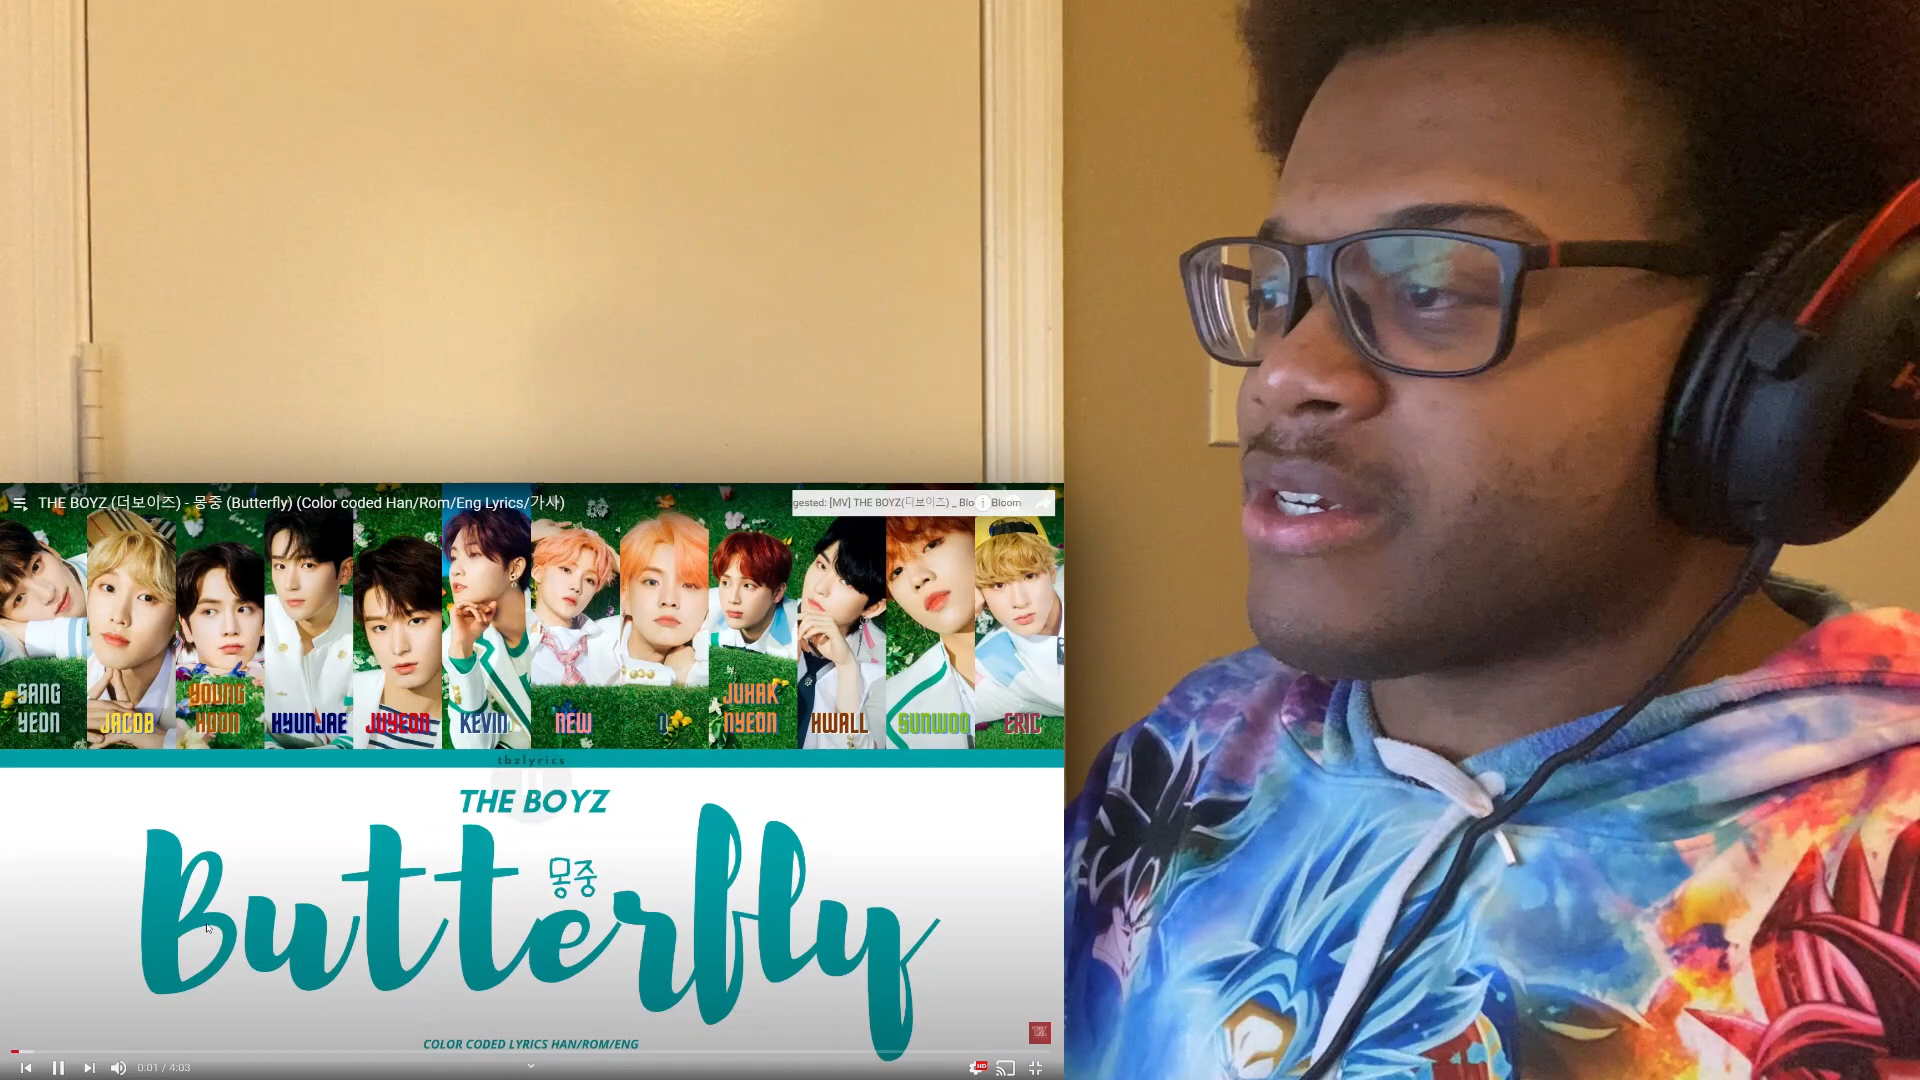 THE BOYZ (더보이즈) - 몽중 (Butterfly) (Color coded Han/Rom/Eng Lyrics/가사)
gested: [MV] THE BOYZ(더보이즈) _ Blo Bloom
SANG YEON
JACOB
YOUNG HOON
HYUNJAE
JUYEON
KEVIN
NEW
Q
JUHAK NYEON
HWALL
SUNWOO
ERIC
tbzlyrics
THE BOYZ
Butterfly
몽중
COLOR CODED LYRICS HAN/ROM/ENG
0:01 / 4:03
HD